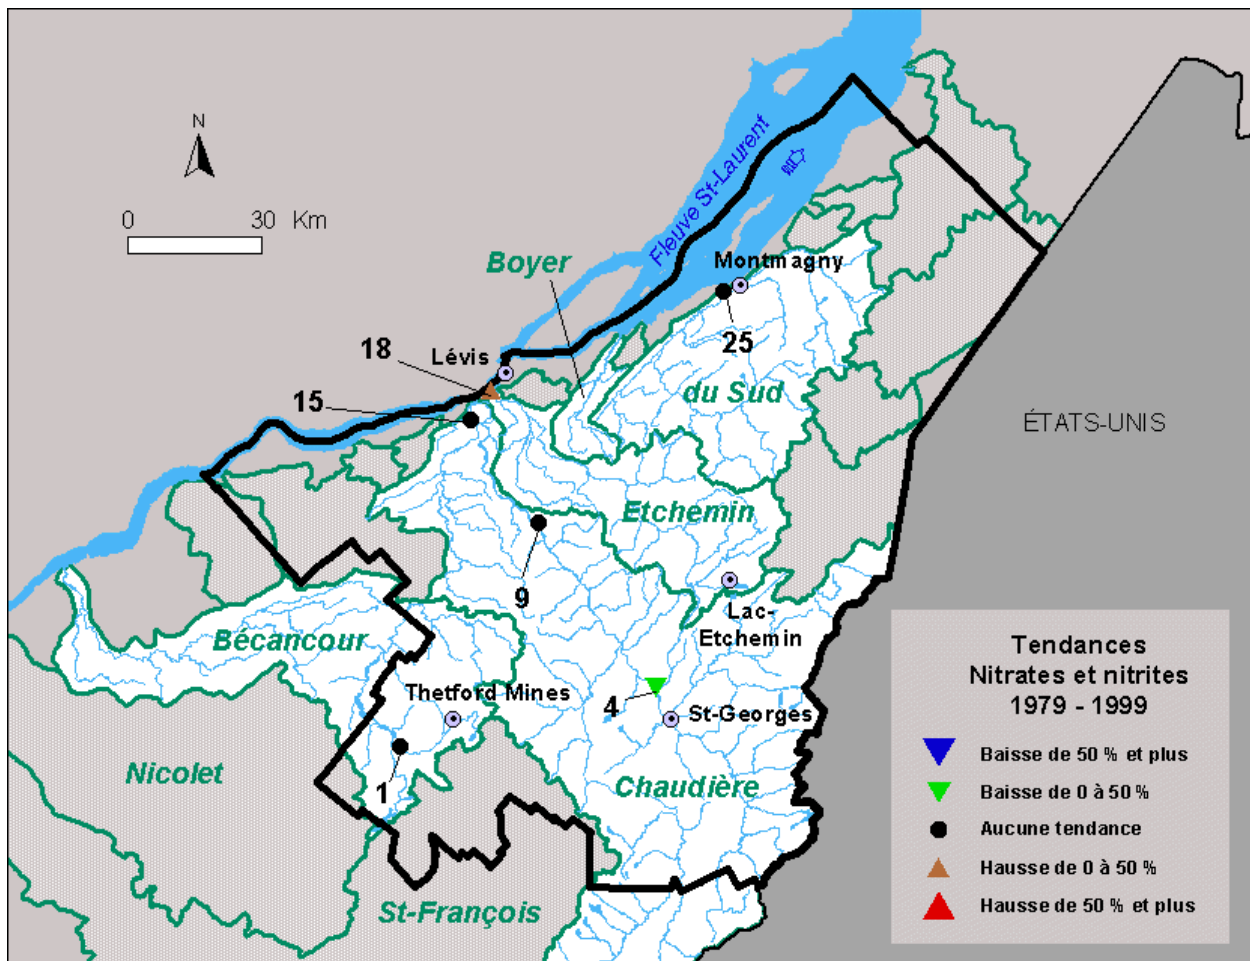 N
0 30 Km
Fleuve St-Laurent
Boyer
Montmagny
25
18
Lévis
15
du Sud
ÉTATS-UNIS
Etchemin
9
Lac-
Etchemin
Bécancour
Thetford Mines
4
St-Georges
Nicolet
1
Chaudière
St-François
Tendances
Nitrates et nitrites
1979 - 1999
Baisse de 50 % et plus
Baisse de 0 à 50 %
Aucune tendance
Hausse de 0 à 50 %
Hausse de 50 % et plus